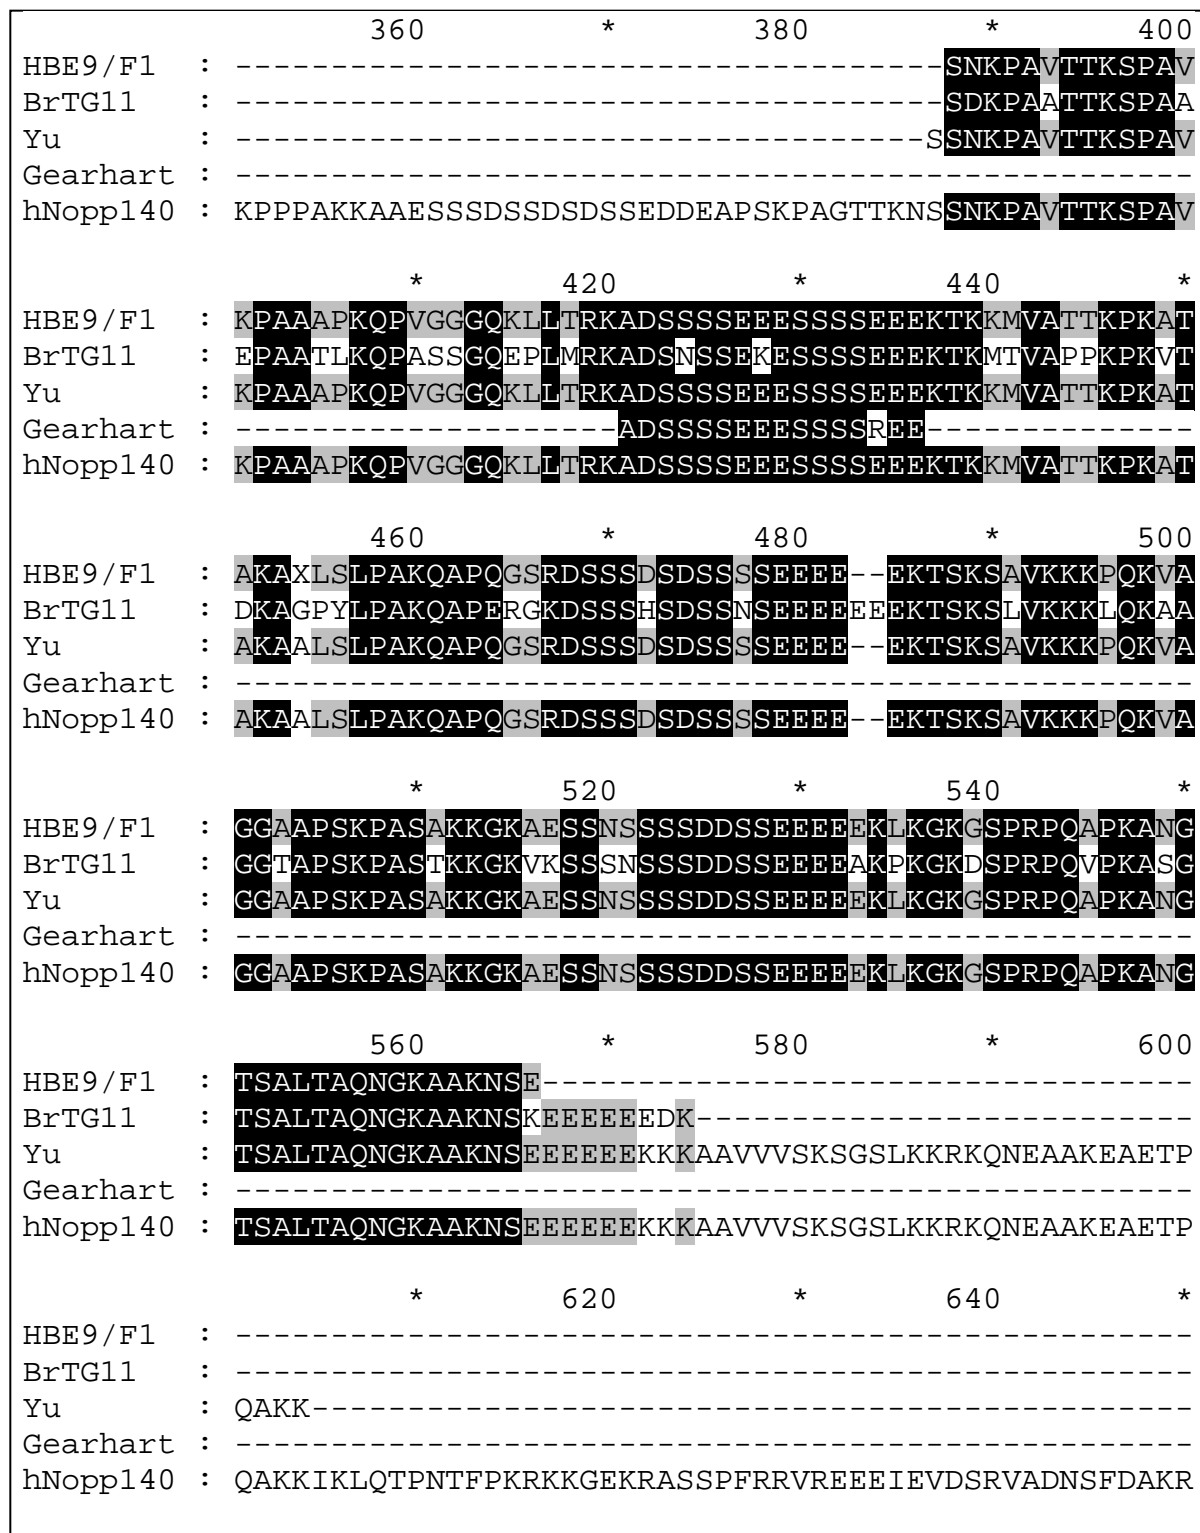 360 * 380 * 400
HBE9/F1 : -------------------------------------SNKPAVTTKSPAV
BrTG11 : -------------------------------------SDKPAATTKSPAA
Yu : ------------------------------------SSNKPAVTTKSPAV
Gearhart : --------------------------------------------------
hNopp140 : KPPPAKKAAESSSDSSDSDSSEDDEAPSKPAGTTKNSSNKPAVTTKSPAV
* 420 * 440 *
HBE9/F1 : KPAAAPKQPVGGGQKLLTRKADSSSSEEESSSSEEEKTKKMVATTKPKAT
BrTG11 : EPAATLKQPASSGQEPLMRKADSNSSEKESSSSEEEKTKMTVAPPKPKVT
Yu : KPAAAPKQPVGGGQKLLTRKADSSSSEEESSSSEEEKTKKMVATTKPKAT
Gearhart : --------------------ADSSSSEEESSSSREE--------------
hNopp140 : KPAAAPKQPVGGGQKLLTRKADSSSSEEESSSSEEEKTKKMVATTKPKAT
460 * 480 * 500
HBE9/F1 : AKAXLSLPAKQAPQGSRDSSSDSDSSSSEEEE--EKTSKSAVKKKPQKVA
BrTG11 : DKAGPYLPAKQAPERGKDSSSHSDSSNSEEEEEEEKTSKSLVKKKLQKAA
Yu : AKAALSLPAKQAPQGSRDSSSDSDSSSSEEEE--EKTSKSAVKKKPQKVA
Gearhart : --------------------------------------------------
hNopp140 : AKAALSLPAKQAPQGSRDSSSDSDSSSSEEEE--EKTSKSAVKKKPQKVA
* 520 * 540 *
HBE9/F1 : GGAAPSKPASAKKGKAESSNSSSSDDSSEEEEEKLKGKGSPRPQAPKANG
BrTG11 : GGTAPSKPASTKKGKVKSSSNSSSDDSSEEEEAKPKGKDSPRPQVPKASG
Yu : GGAAPSKPASAKKGKAESSNSSSSDDSSEEEEEKLKGKGSPRPQAPKANG
Gearhart : --------------------------------------------------
hNopp140 : GGAAPSKPASAKKGKAESSNSSSSDDSSEEEEEKLKGKGSPRPQAPKANG
560 * 580 * 600
HBE9/F1 : TSALTAQNGKAAKNSE----------------------------------
BrTG11 : TSALTAQNGKAAKNSKEEEEEEDK--------------------------
Yu : TSALTAQNGKAAKNSEEEEEEKKKAAVVVSKSGSLKKRKQNEAAKEAETP
Gearhart : --------------------------------------------------
hNopp140 : TSALTAQNGKAAKNSEEEEEEKKKAAVVVSKSGSLKKRKQNEAAKEAETP
* 620 * 640 *
HBE9/F1 : --------------------------------------------------
BrTG11 : --------------------------------------------------
Yu : QAKK----------------------------------------------
Gearhart : --------------------------------------------------
hNopp140 : QAKKIKLQTPNTFPKRKKGEKRASSPFRRVREEEIEVDSRVADNSFDAKR